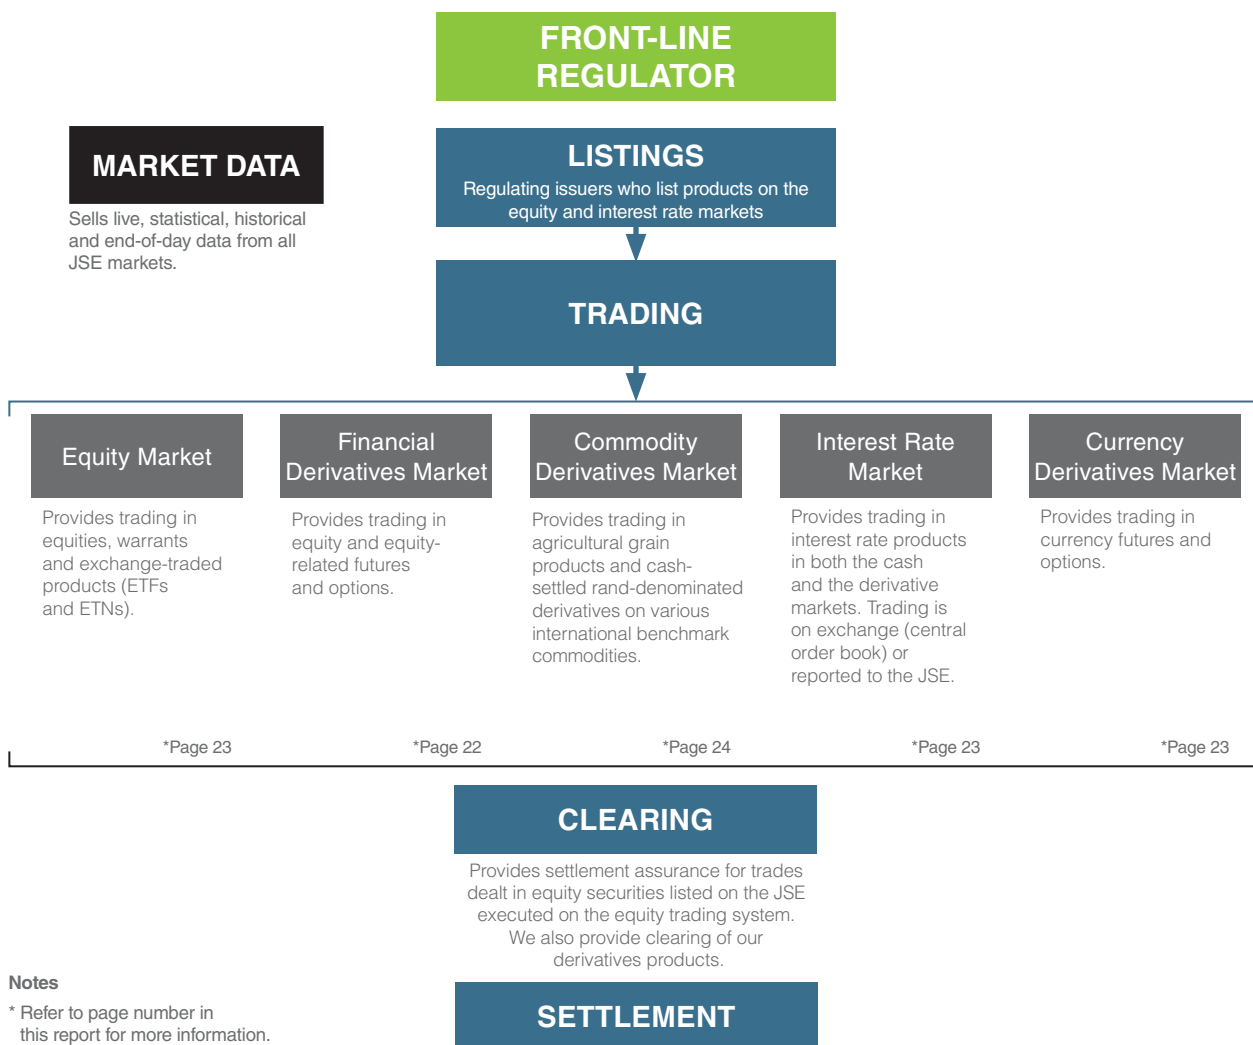 FRONT-LINE
REGULATOR
MARKET DATA
Sells live, statistical, historical
and end-of-day data from all
JSE markets.
LISTINGS
Regulating issuers who list products on the
equity and interest rate markets
TRADING
Equity Market
Provides trading in
equities, warrants
and exchange-traded
products (ETFs
and ETNs).
*Page 23
Financial
Derivatives Market
Provides trading in
equity and equity-
related futures
and options.
*Page 22
Commodity
Derivatives Market
Provides trading in
agricultural grain
products and cash-
settled rand-denominated
derivatives on various
international benchmark
commodities.
*Page 24
Interest Rate
Market
Provides trading in
interest rate products
in both the cash
and the derivative
markets. Trading is
on exchange (central
order book) or
reported to the JSE.
*Page 23
Currency
Derivatives Market
Provides trading in
currency futures and
options.
*Page 23
CLEARING
Provides settlement assurance for trades
dealt in equity securities listed on the JSE
executed on the equity trading system.
We also provide clearing of our
derivatives products.
SETTLEMENT
Notes
* Refer to page number in
this report for more information.